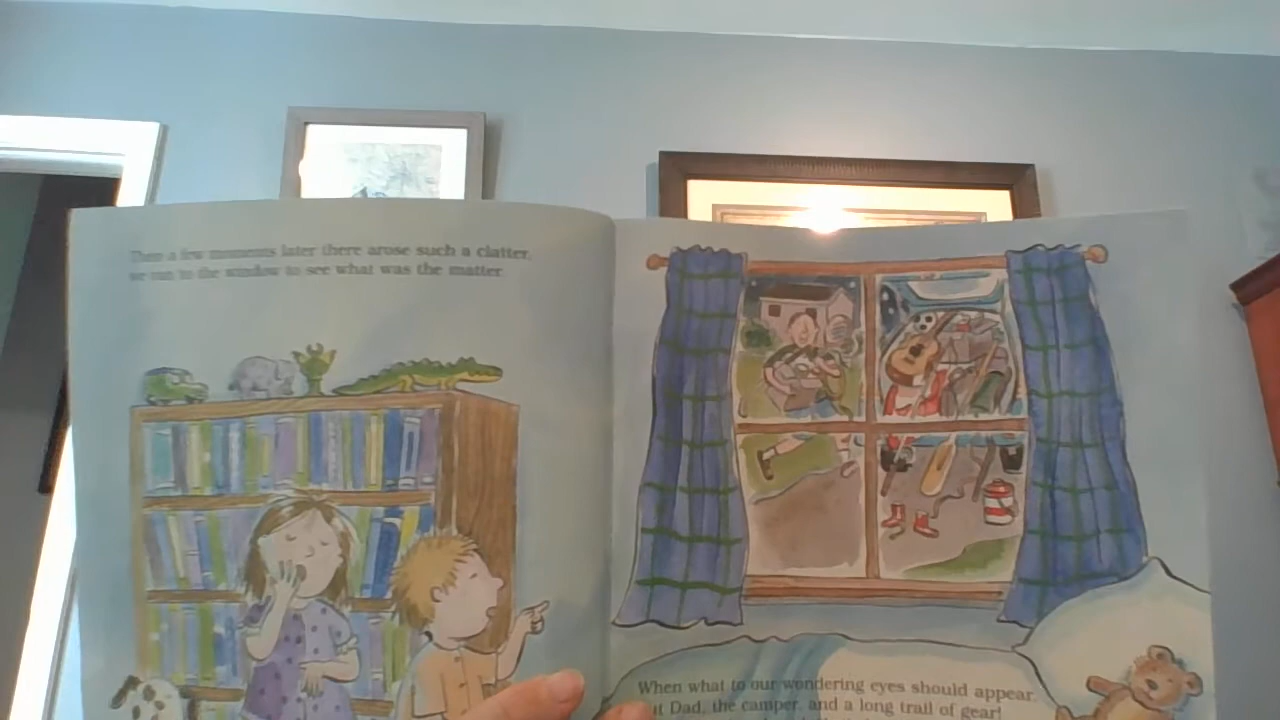 Then a few moments later there arose such a clatter,
we ran to the window to see what was the matter.
When what to our wondering eyes should appear,
Dad, the camper, and a long trail of gear!